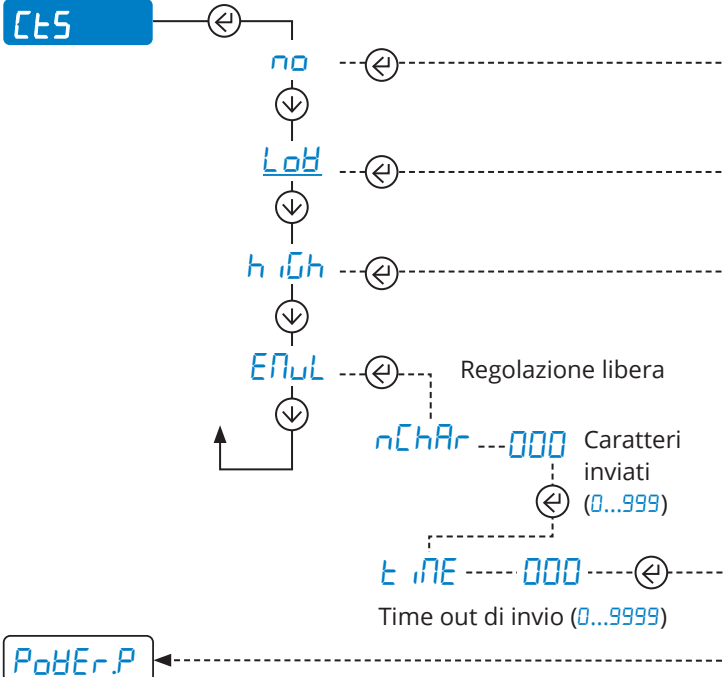 CtS
no
LoW
hiGh
EMuL
Regolazione libera
nChAr
000
Caratteri
inviati
(0...999)
tiME
000
Time out di invio (0...9999)
PoWEr.P